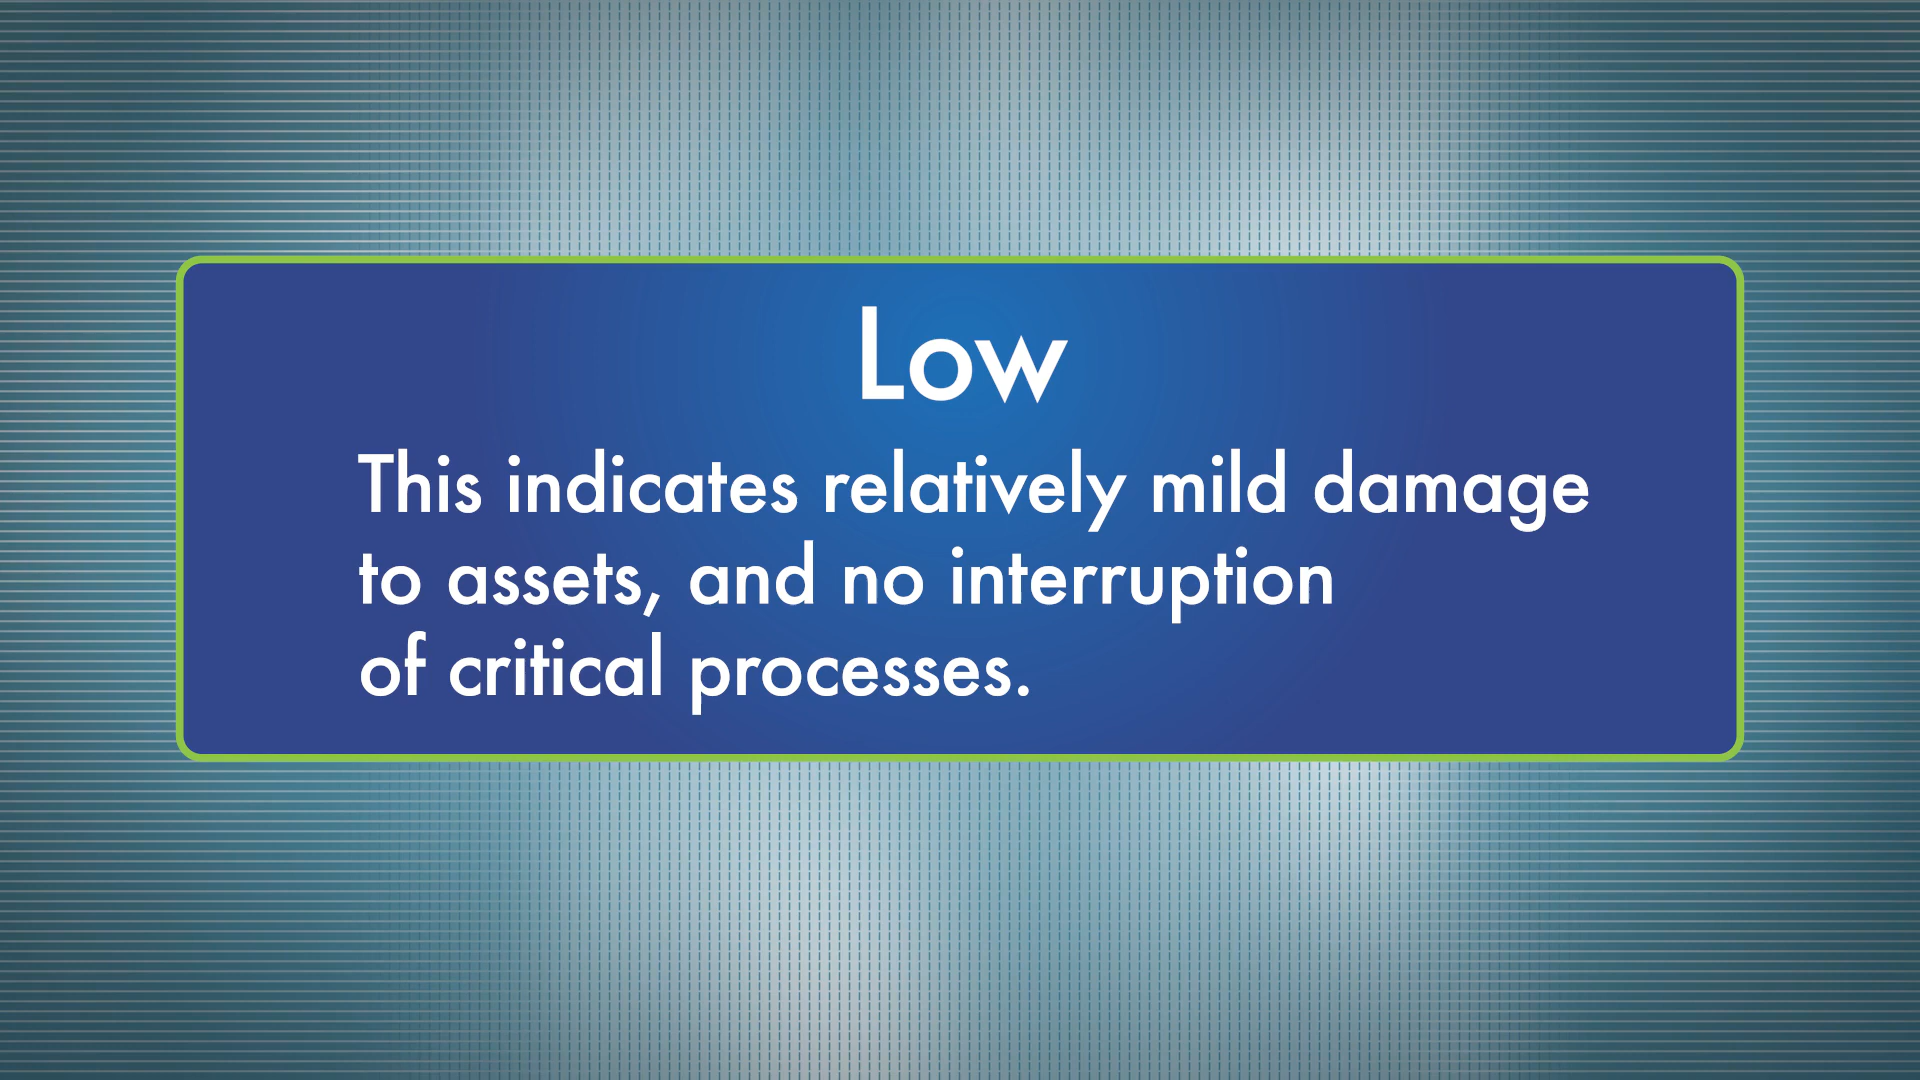 Low
This indicates relatively mild damage
to assets, and no interruption
of critical processes.